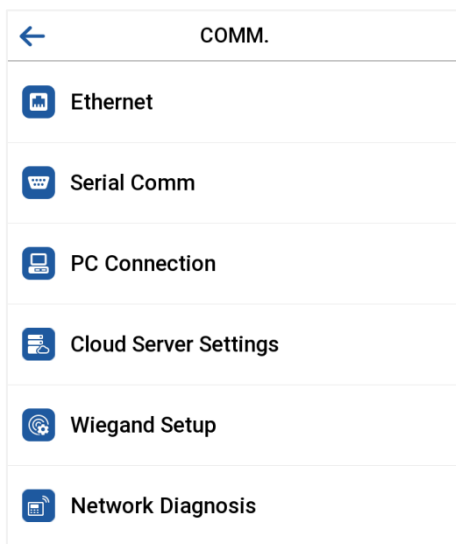 COMM.
Ethernet
Serial Comm
PC Connection
Cloud Server Settings
Wiegand Setup
Network Diagnosis